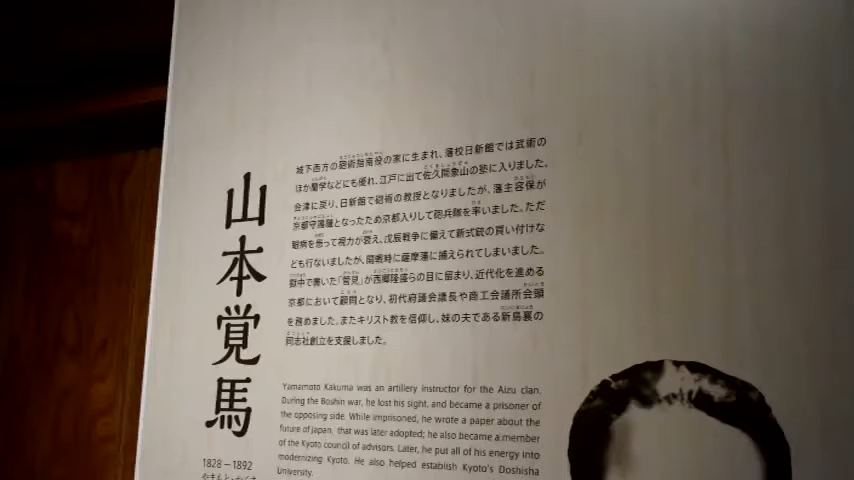 山本覚馬
1828－1892
やまもと・かくま
城下西方の砲術指南役の家に生まれ、藩校日新館では武術の
ほか蘭学などにも優れ、江戸に出て佐久間象山の塾に入りました。
会津に戻り、日新館で砲術の教授となりましたが、藩主容保が
京都守護職となったため京都入りして砲兵隊を率いました。ただ
眼病を患って視力が衰え、戊辰戦争に備えて新式銃の買い付けな
ども行ないましたが、開戦時に薩摩藩に捕えられてしまいました。
獄中で書いた「管見」が西郷隆盛らの目に留まり、近代化を進める
京都において顧問となり、初代府議会議長や商工会議所会頭
を務めました。またキリスト教を信仰し、妹の夫である新島襄の
同志社創立を支援しました。
Yamamoto Kakuma was an artillery instructor for the Aizu clan.
During the Boshin war, he lost his sight, and became a prisoner of
the opposing side. While imprisoned, he wrote a paper about the
future of Japan, that was later adopted; he also became a member
of the Kyoto council of advisors. Later, he put all of his energy into
modernizing Kyoto. He also helped establish Kyoto's Doshisha
University.